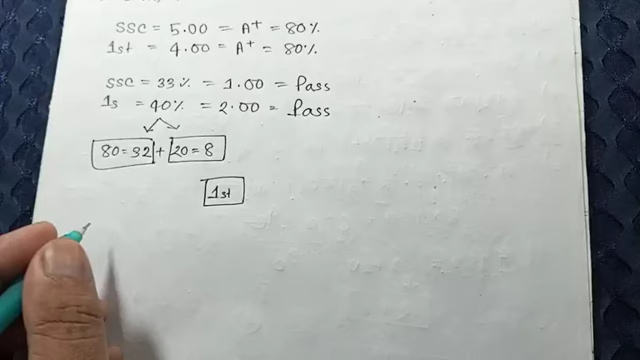 SSC = 5.00 = A+ = 80%
1st = 4.00 = A+ = 80%
SSC = 33% = 1.00 = Pass
1s = 40% = 2.00 = Pass
80=32 + 20=8
1st